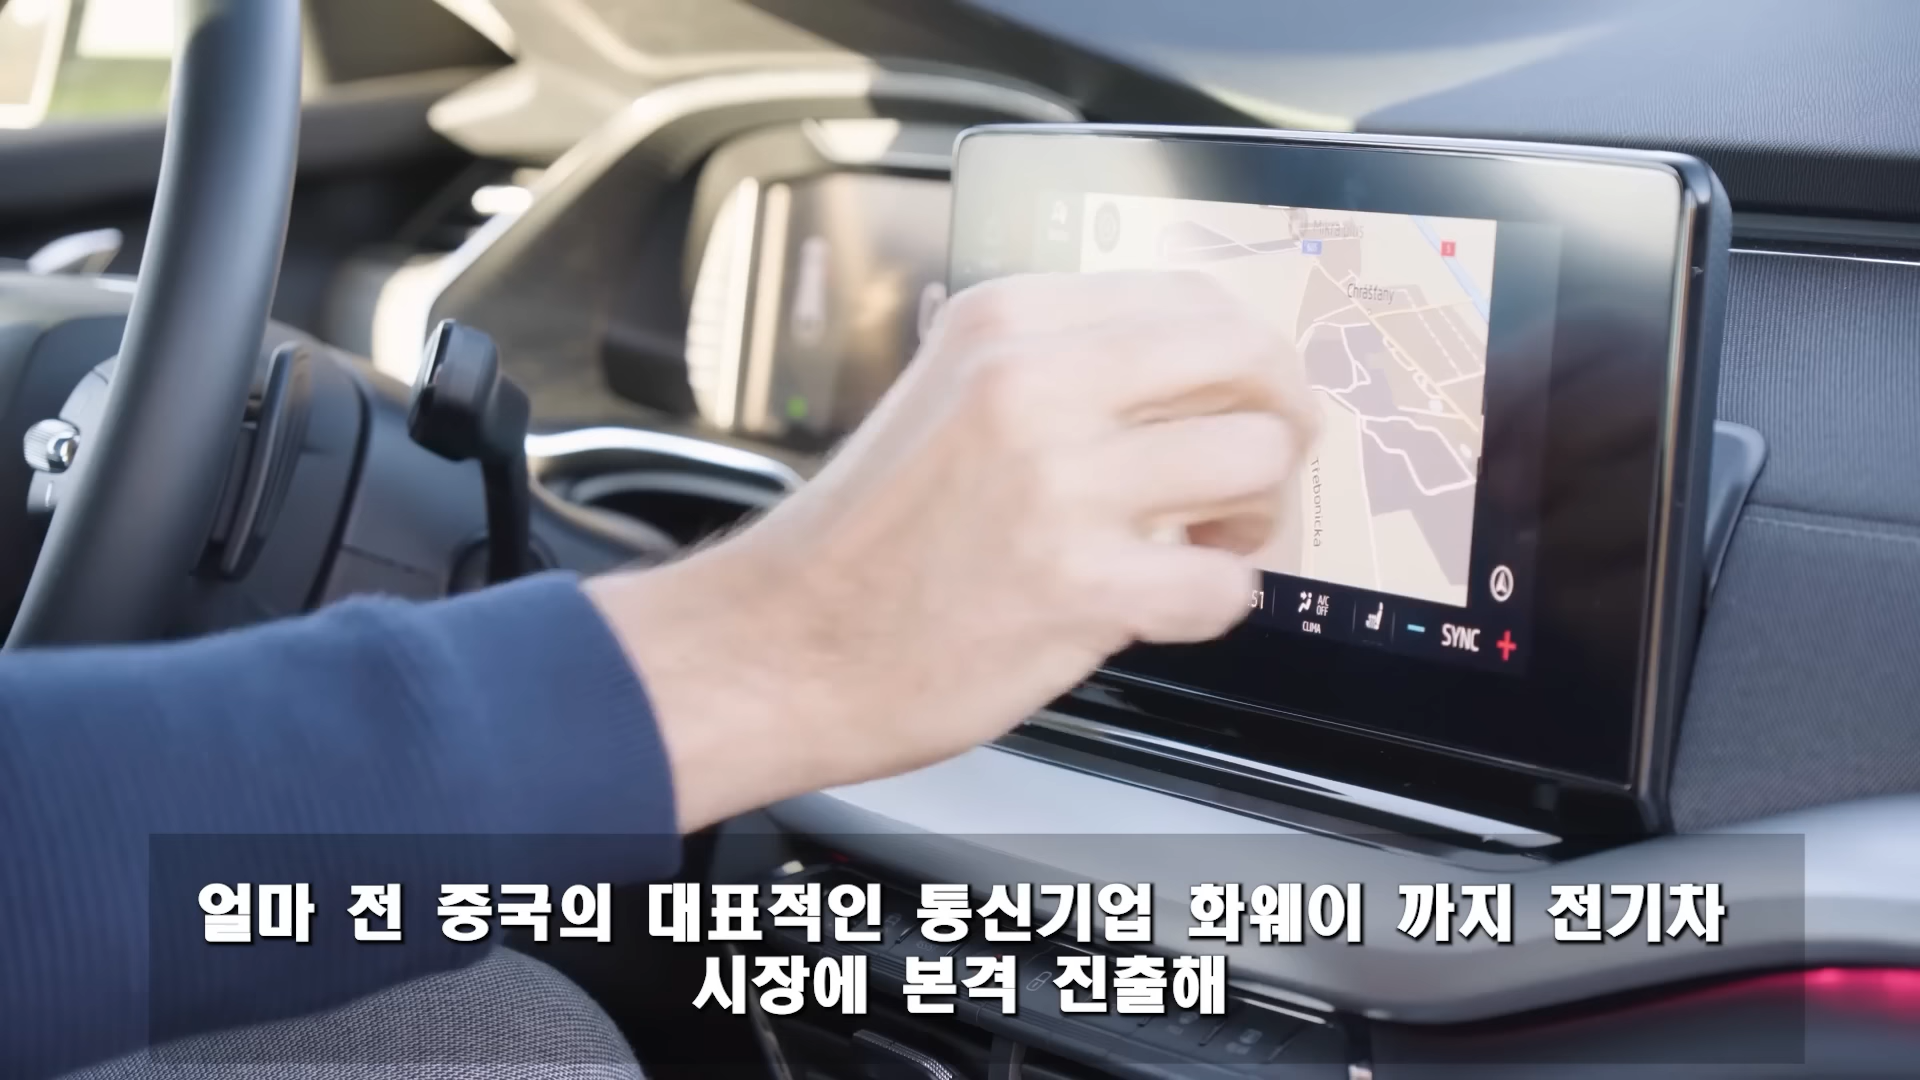 Chrášťany
Třebonická
A/C
OFF
CLIMA
SYNC
얼마 전 중국의 대표적인 통신기업 화웨이 까지 전기차
시장에 본격 진출해